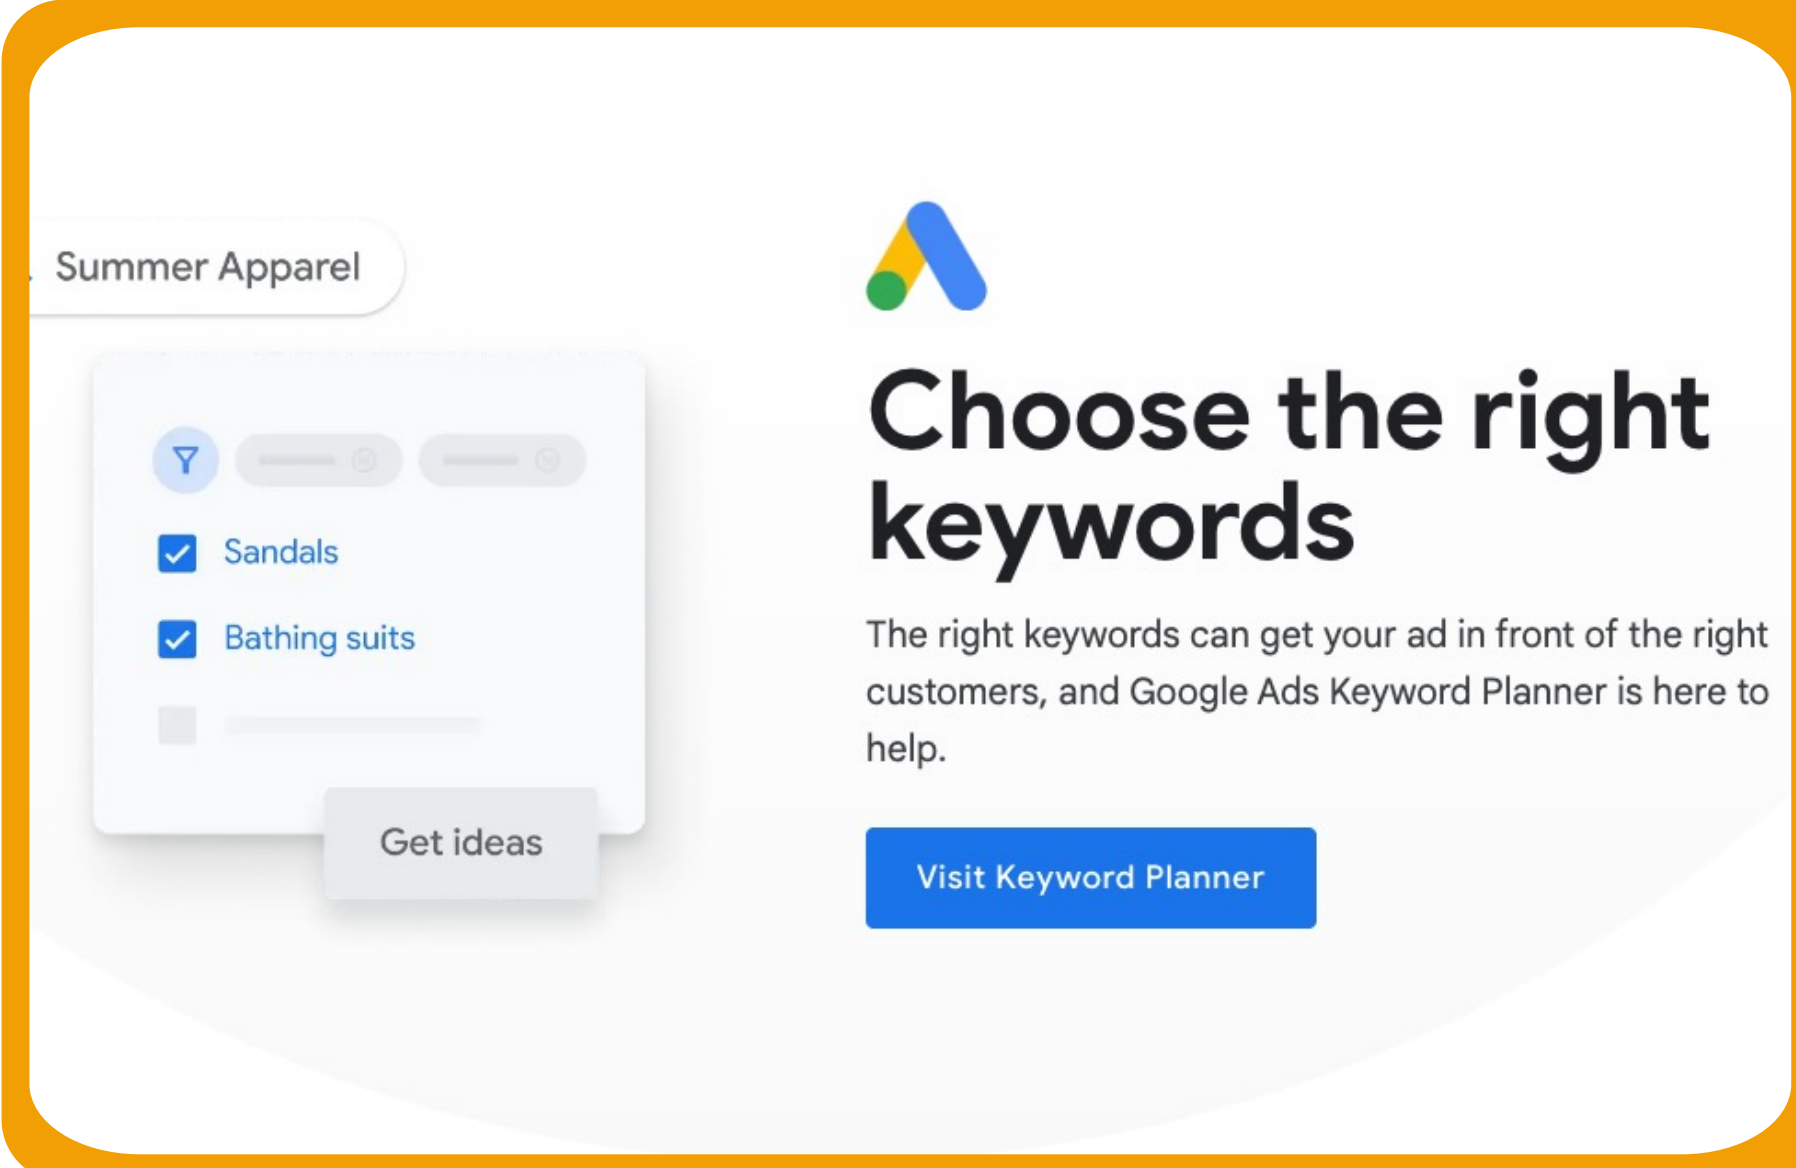 Summer Apparel
Sandals
Bathing suits
Get ideas
Choose the right
keywords
The right keywords can get your ad in front of the right
customers, and Google Ads Keyword Planner is here to
help.
Visit Keyword Planner